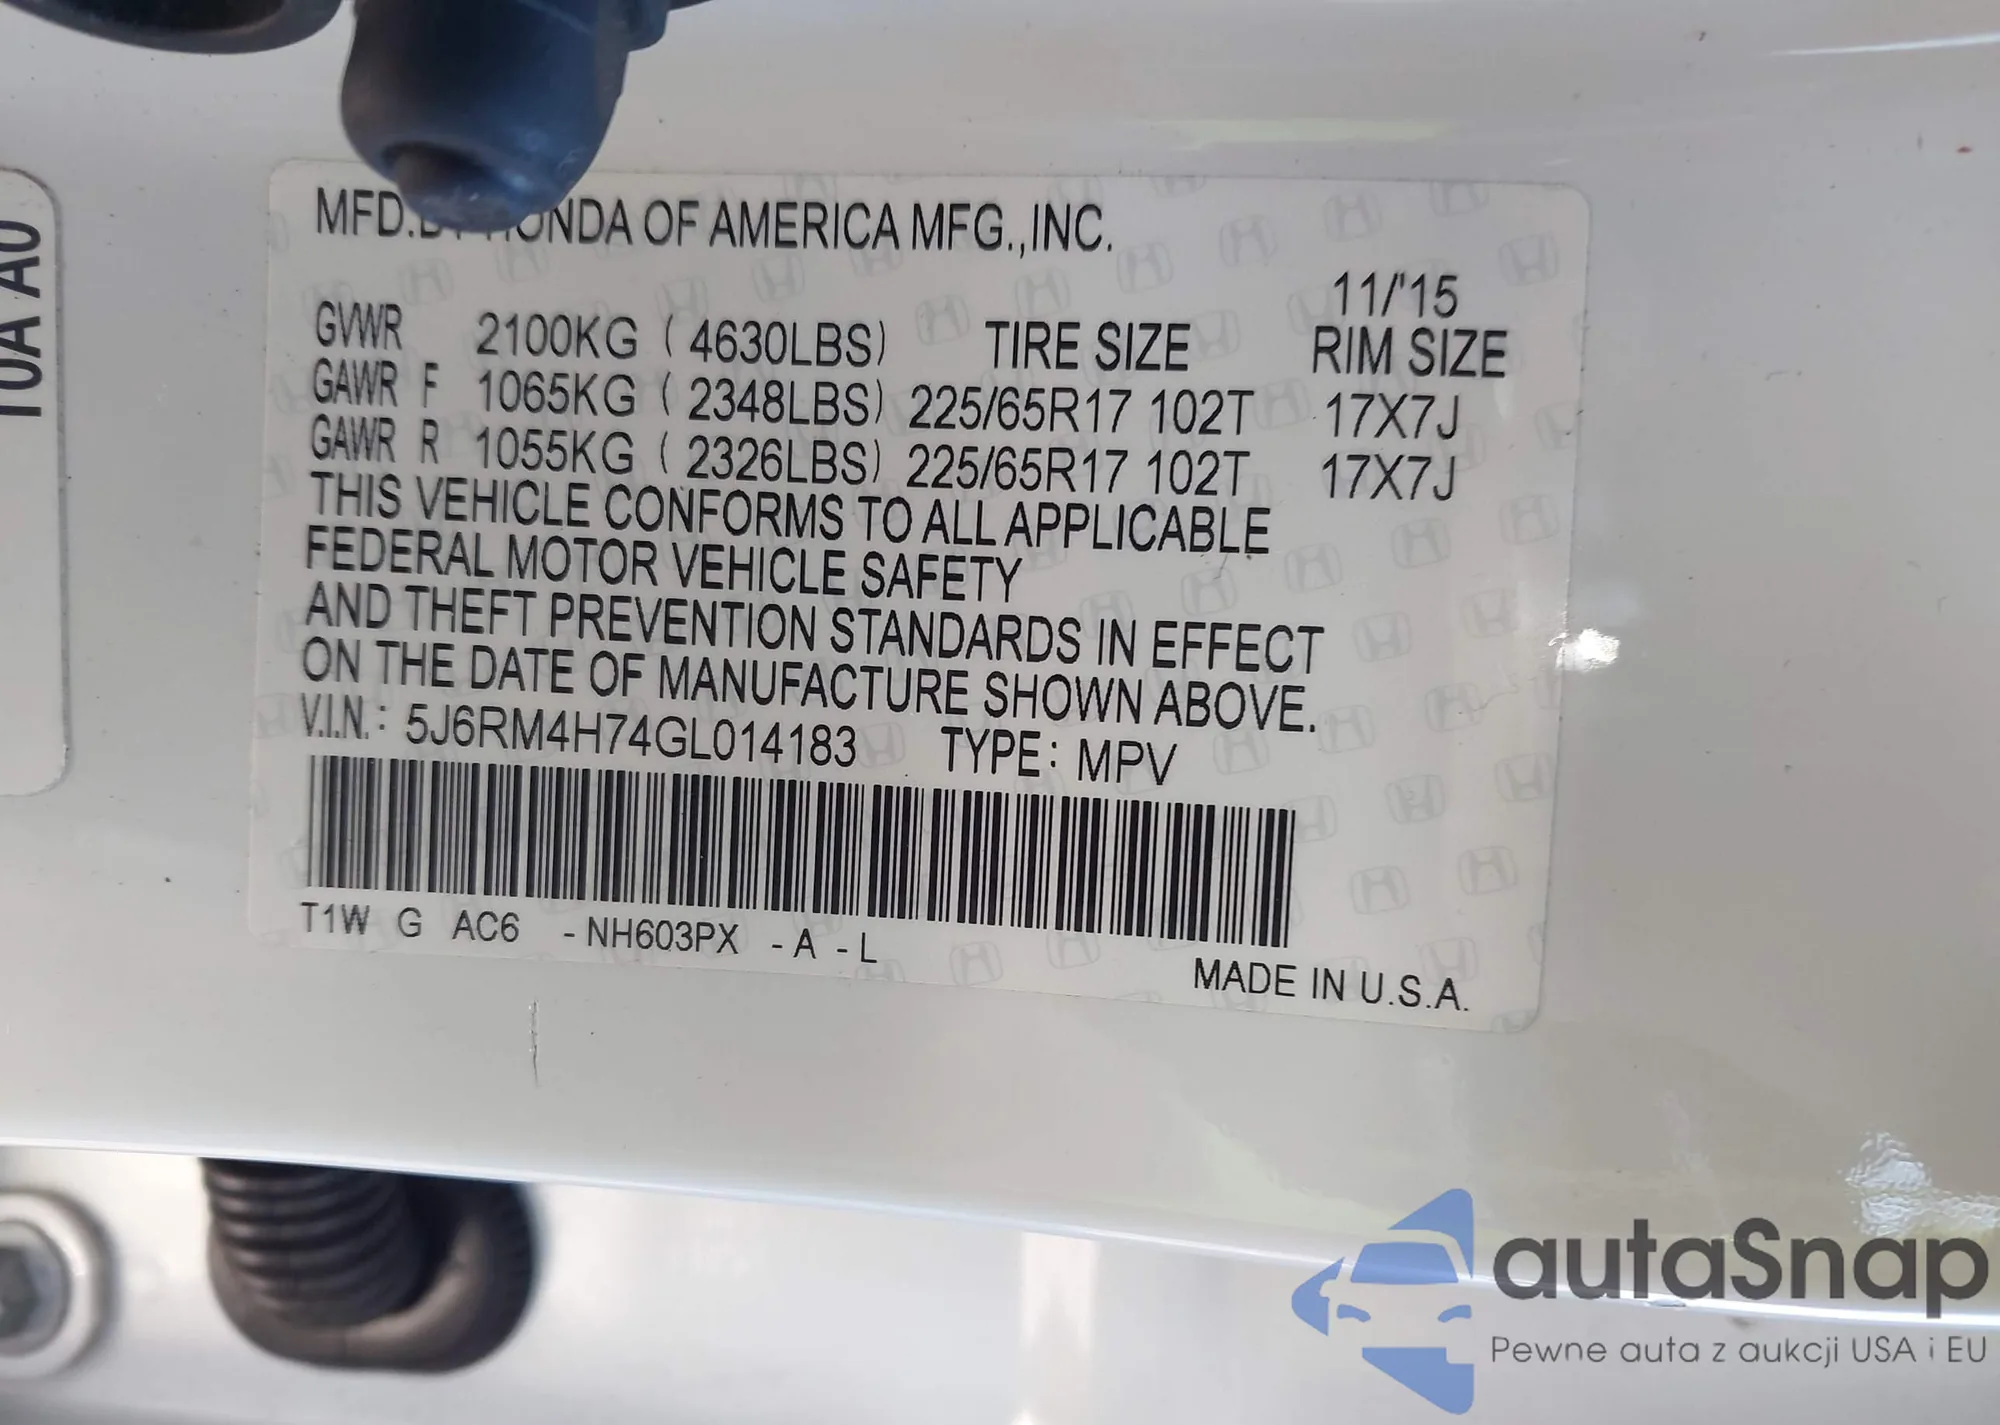 10A A0
MFD.BY HONDA OF AMERICA MFG.,INC.
11/'15
GVWR 2100KG ( 4630LBS) TIRE SIZE RIM SIZE
GAWR F 1065KG ( 2348LBS) 225/65R17 102T 17X7J
GAWR R 1055KG ( 2326LBS) 225/65R17 102T 17X7J
THIS VEHICLE CONFORMS TO ALL APPLICABLE
FEDERAL MOTOR VEHICLE SAFETY
AND THEFT PREVENTION STANDARDS IN EFFECT
ON THE DATE OF MANUFACTURE SHOWN ABOVE.
V.I.N.: 5J6RM4H74GL014183 TYPE: MPV
T1W G AC6 -NH603PX -A -L
MADE IN U.S.A.
autaSnap
Pewne auta z aukcji USA i EU